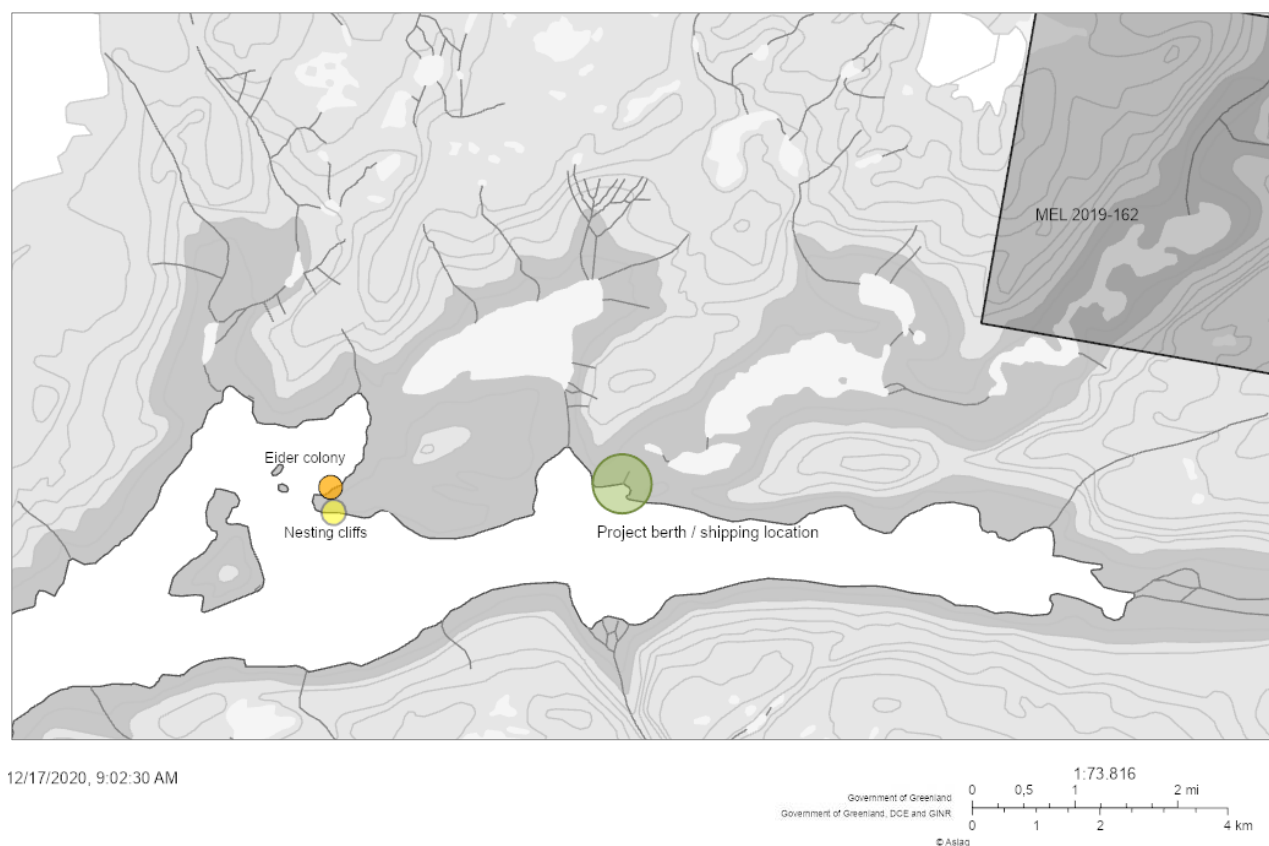 MEL 2019-162
Eider colony
Nesting cliffs
Project berth / shipping location
12/17/2020, 9:02:30 AM
1:73.816
Government of Greenland
Government of Greenland, DCE and GINR
© Asiaq
0 0,5 1 2 mi
0 1 2 4 km